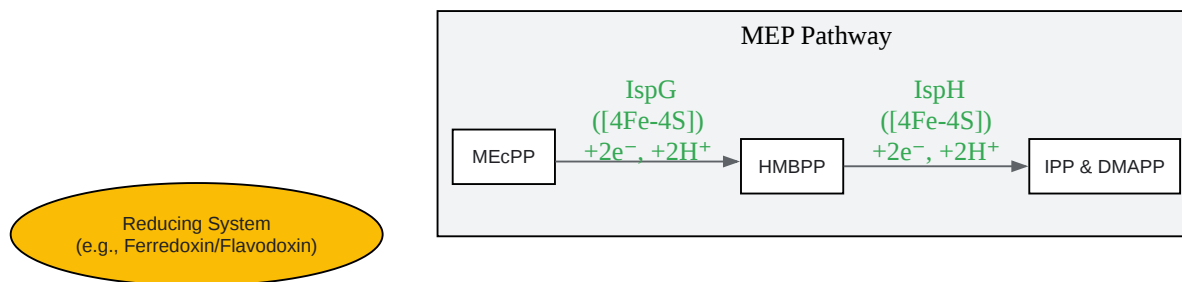 MEP Pathway
IspG
([4Fe-4S])
+2e⁻, +2H⁺
IspH
([4Fe-4S])
+2e⁻, +2H⁺
MEcPP
HMBPP
IPP & DMAPP
Reducing System
(e.g., Ferredoxin/Flavodoxin)